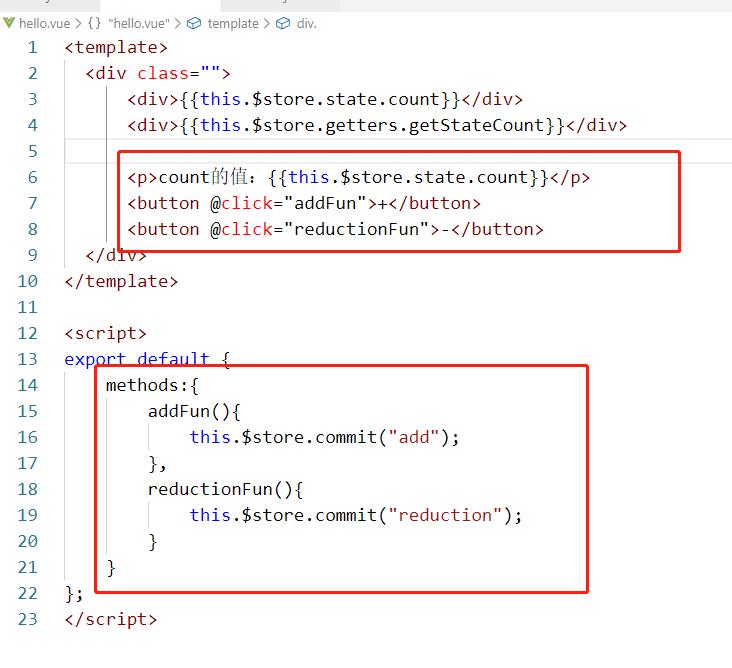 hello.vue > {} "hello.vue" > template > div.
1 <template>
2 <div class="">
3 <div>{{this.$store.state.count}}</div>
4 <div>{{this.$store.getters.getStateCount}}</div>
5
6 <p>count的值：{{this.$store.state.count}}</p>
7 <button @click="addFun">+</button>
8 <button @click="reductionFun">-</button>
9 </div>
10 </template>
11
12 <script>
13 export default {
14 methods:{
15 addFun(){
16 this.$store.commit("add");
17 },
18 reductionFun(){
19 this.$store.commit("reduction");
20 }
21 }
22 };
23 </script>